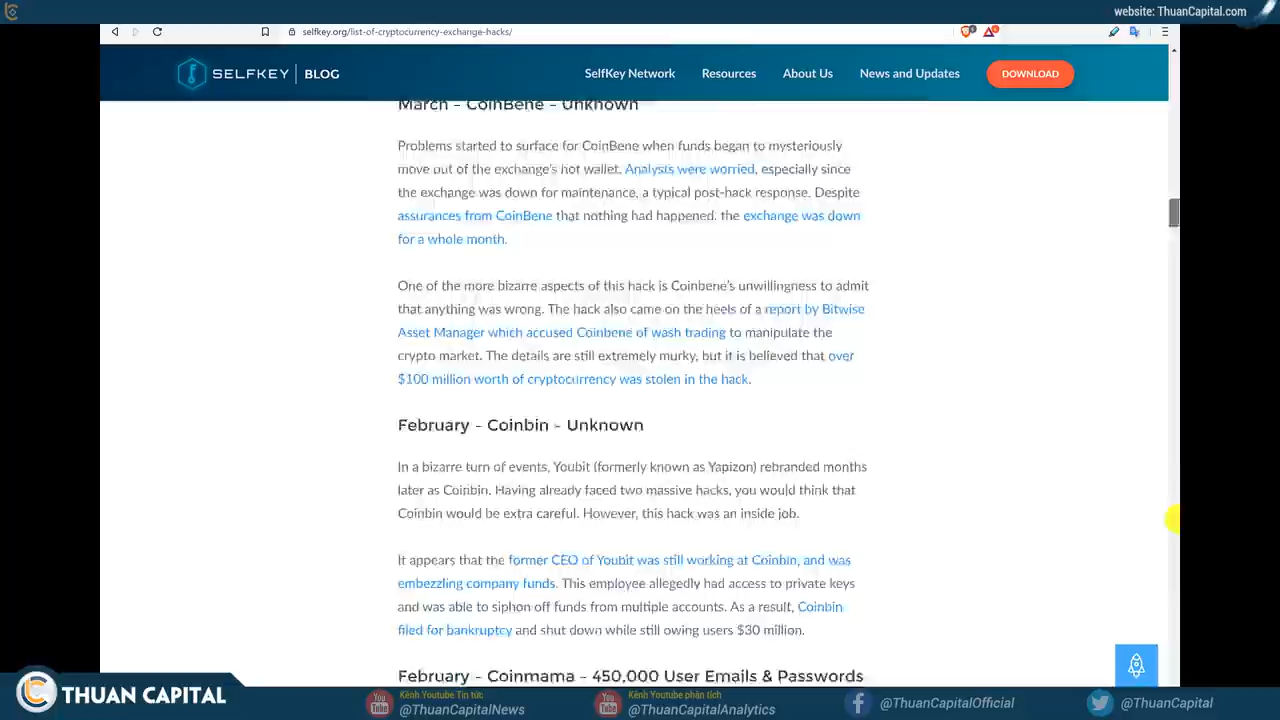 website: ThuanCapital.com
selfkey.org/list-of-cryptocurrency-exchange-hacks/
SELFKEY | BLOG
SelfKey Network
Resources
About Us
News and Updates
DOWNLOAD
March – CoinBene – Unknown
Problems started to surface for CoinBene when funds began to mysteriously
move out of the exchange's hot wallet. Analysts were worried, especially since
the exchange was down for maintenance, a typical post-hack response. Despite
assurances from CoinBene that nothing had happened, the exchange was down
for a whole month.
One of the more bizarre aspects of this hack is Coinbene's unwillingness to admit
that anything was wrong. The hack also came on the heels of a report by Bitwise
Asset Manager which accused Coinbene of wash trading to manipulate the
crypto market. The details are still extremely murky, but it is believed that over
$100 million worth of cryptocurrency was stolen in the hack.
February – Coinbin – Unknown
In a bizarre turn of events, Youbit (formerly known as Yapizon) rebranded months
later as Coinbin. Having already faced two massive hacks, you would think that
Coinbin would be extra careful. However, this hack was an inside job.
It appears that the former CEO of Youbit was still working at Coinbin, and was
embezzling company funds. This employee allegedly had access to private keys
and was able to siphon off funds from multiple accounts. As a result, Coinbin
filed for bankruptcy and shut down while still owing users $30 million.
February – Coinmama – 450,000 User Emails & Passwords
THUAN CAPITAL
You Tube
Kênh Youtube Tin tức
@ThuanCapitalNews
You Tube
Kênh Youtube phân tích
@ThuanCapitalAnalytics
@ThuanCapitalOfficial
@ThuanCapital